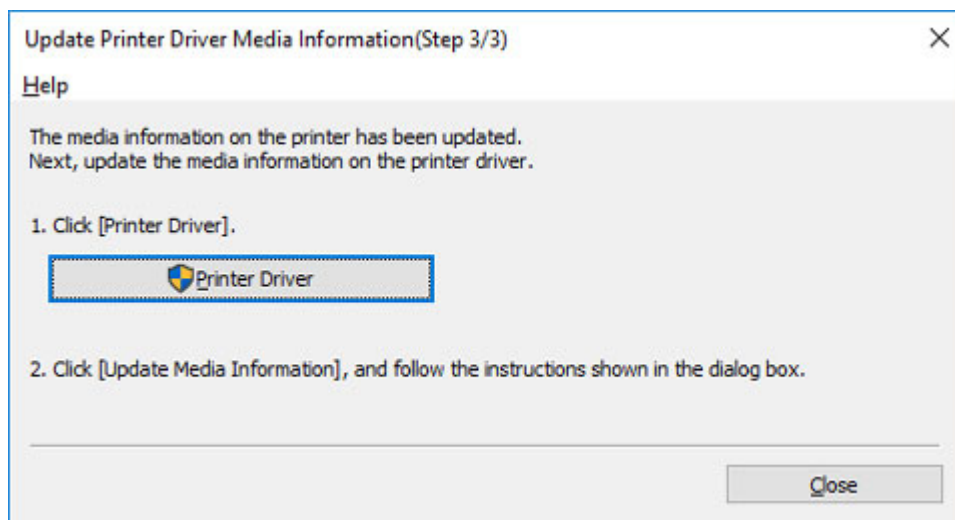 Update Printer Driver Media Information(Step 3/3)
Help
The media information on the printer has been updated.
Next, update the media information on the printer driver.
1. Click [Printer Driver].
Printer Driver
2. Click [Update Media Information], and follow the instructions shown in the dialog box.
Close